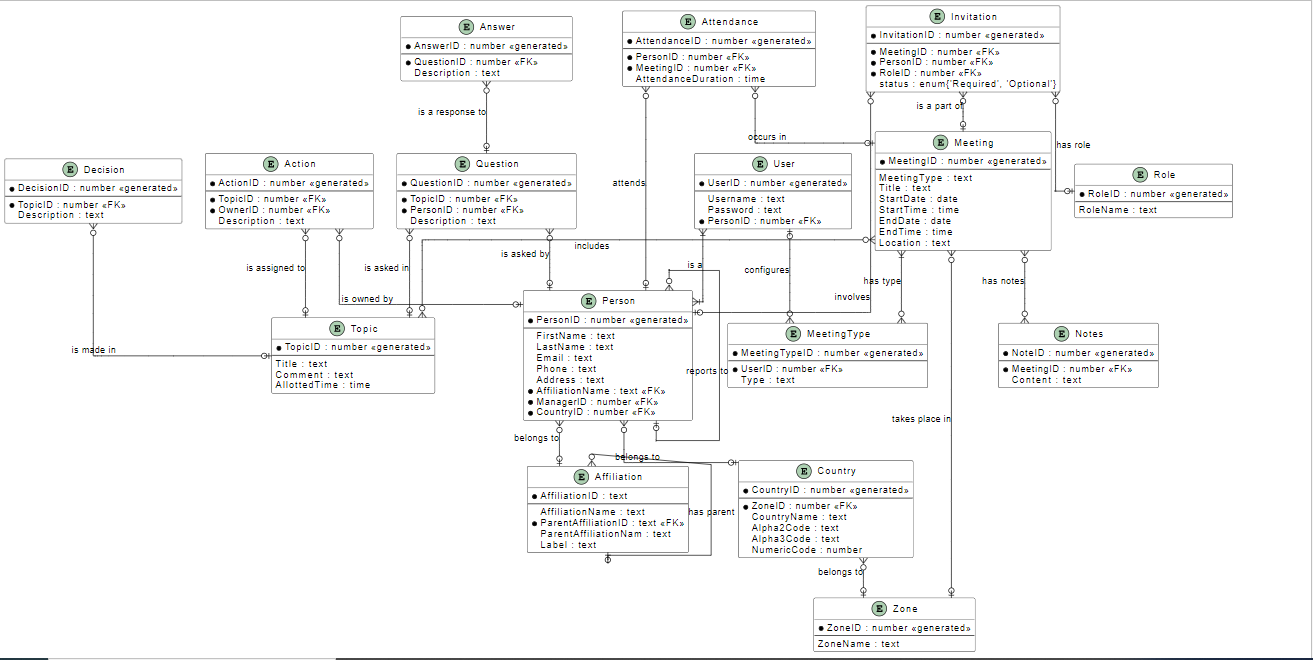 E Answer
AnswerID : number «generated»
QuestionID : number «FK»
Description : text
E Attendance
AttendanceID : number «generated»
PersonID : number «FK»
MeetingID : number «FK»
AttendanceDuration : time
E Invitation
InvitationID : number «generated»
MeetingID : number «FK»
PersonID : number «FK»
RoleID : number «FK»
status : enum{'Required', 'Optional'}
is a response to
is a part of
occurs in
has role
E Decision
DecisionID : number «generated»
TopicID : number «FK»
Description : text
E Action
ActionID : number «generated»
TopicID : number «FK»
OwnerID : number «FK»
Description : text
E Question
QuestionID : number «generated»
TopicID : number «FK»
PersonID : number «FK»
Description : text
attends
E User
UserID : number «generated»
Username : text
Password : text
PersonID : number «FK»
E Meeting
MeetingID : number «generated»
MeetingType : text
Title : text
StartDate : date
StartTime : time
EndDate : date
EndTime : time
Location : text
E Role
RoleID : number «generated»
RoleName : text
includes
is assigned to
is asked in
is asked by
is a
configures
has type
has notes
is owned by
involves
is made in
E Topic
TopicID : number «generated»
Title : text
Comment : text
AllottedTime : time
E Person
PersonID : number «generated»
FirstName : text
LastName : text
Email : text
Phone : text
Address : text
AffiliationName : text «FK»
ManagerID : number «FK»
CountryID : number «FK»
reports to
E MeetingType
MeetingTypeID : number «generated»
UserID : number «FK»
Type : text
E Notes
NoteID : number «generated»
MeetingID : number «FK»
Content : text
takes place in
belongs to
belongs to
E Affiliation
AffiliationID : text
AffiliationName : text
ParentAffiliationID : text «FK»
ParentAffiliationNam : text
Label : text
has parent
E Country
CountryID : number «generated»
ZoneID : number «FK»
CountryName : text
Alpha2Code : text
Alpha3Code : text
NumericCode : number
belongs to
E Zone
ZoneID : number «generated»
ZoneName : text